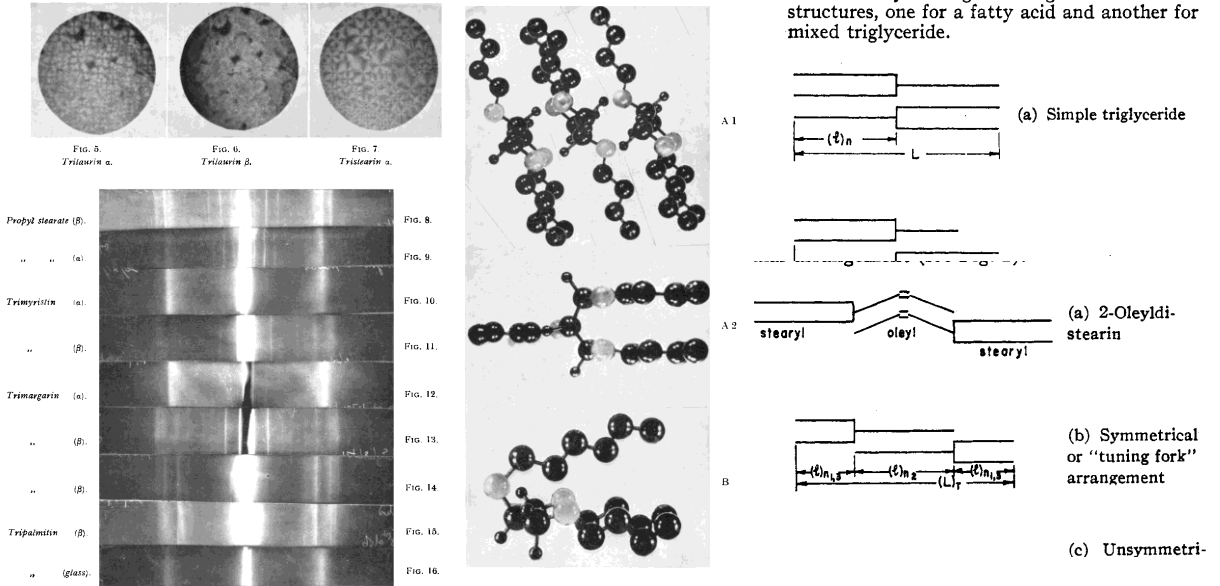 FIG. 5.
Trilaurin α.
FIG. 6.
Trilaurin β.
FIG. 7.
Tristearin α.
Propyl stearate (β).
FIG. 8.
„ „ (α).
FIG. 9.
Trimyristin (α).
FIG. 10.
„ (β).
FIG. 11.
Trimargarin (α).
FIG. 12.
„ (β).
FIG. 13.
„ (β).
FIG. 14.
Tripalmitin (β).
FIG. 15.
„ (glass).
FIG. 16.
A 1
A 2
B
structures, one for a fatty acid and another for
mixed triglyceride.
(a) Simple triglyceride
(ℓ)n
L
(a) 2-Oleyldi-
stearin
stearyl
oleyl
stearyl
(b) Symmetrical
or "tuning fork"
arrangement
(ℓ)n1,3 (ℓ)n2 (ℓ)n1,3
(L)T
(c) Unsymmetri-